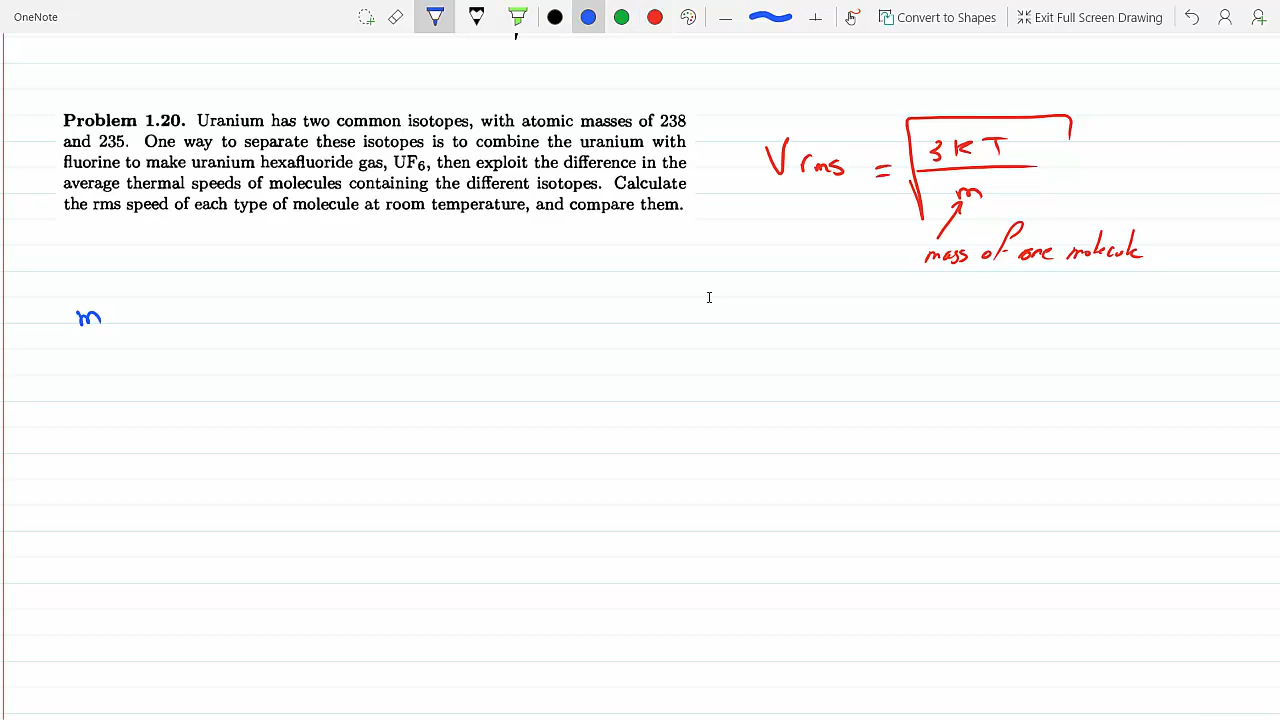 OneNote
Convert to Shapes
Exit Full Screen Drawing
Problem 1.20. Uranium has two common isotopes, with atomic masses of 238
and 235. One way to separate these isotopes is to combine the uranium with
fluorine to make uranium hexafluoride gas, UF₆, then exploit the difference in the
average thermal speeds of molecules containing the different isotopes. Calculate
the rms speed of each type of molecule at room temperature, and compare them.
Vrms = √(3KT / m)
mass of one molecule
m